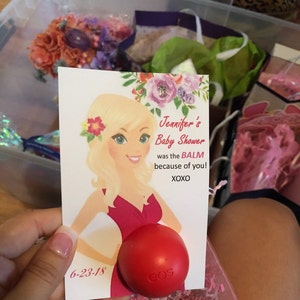 Jennifer's
Baby Shower
was the BALM
because of you!
XOXO
eos
6-23-18